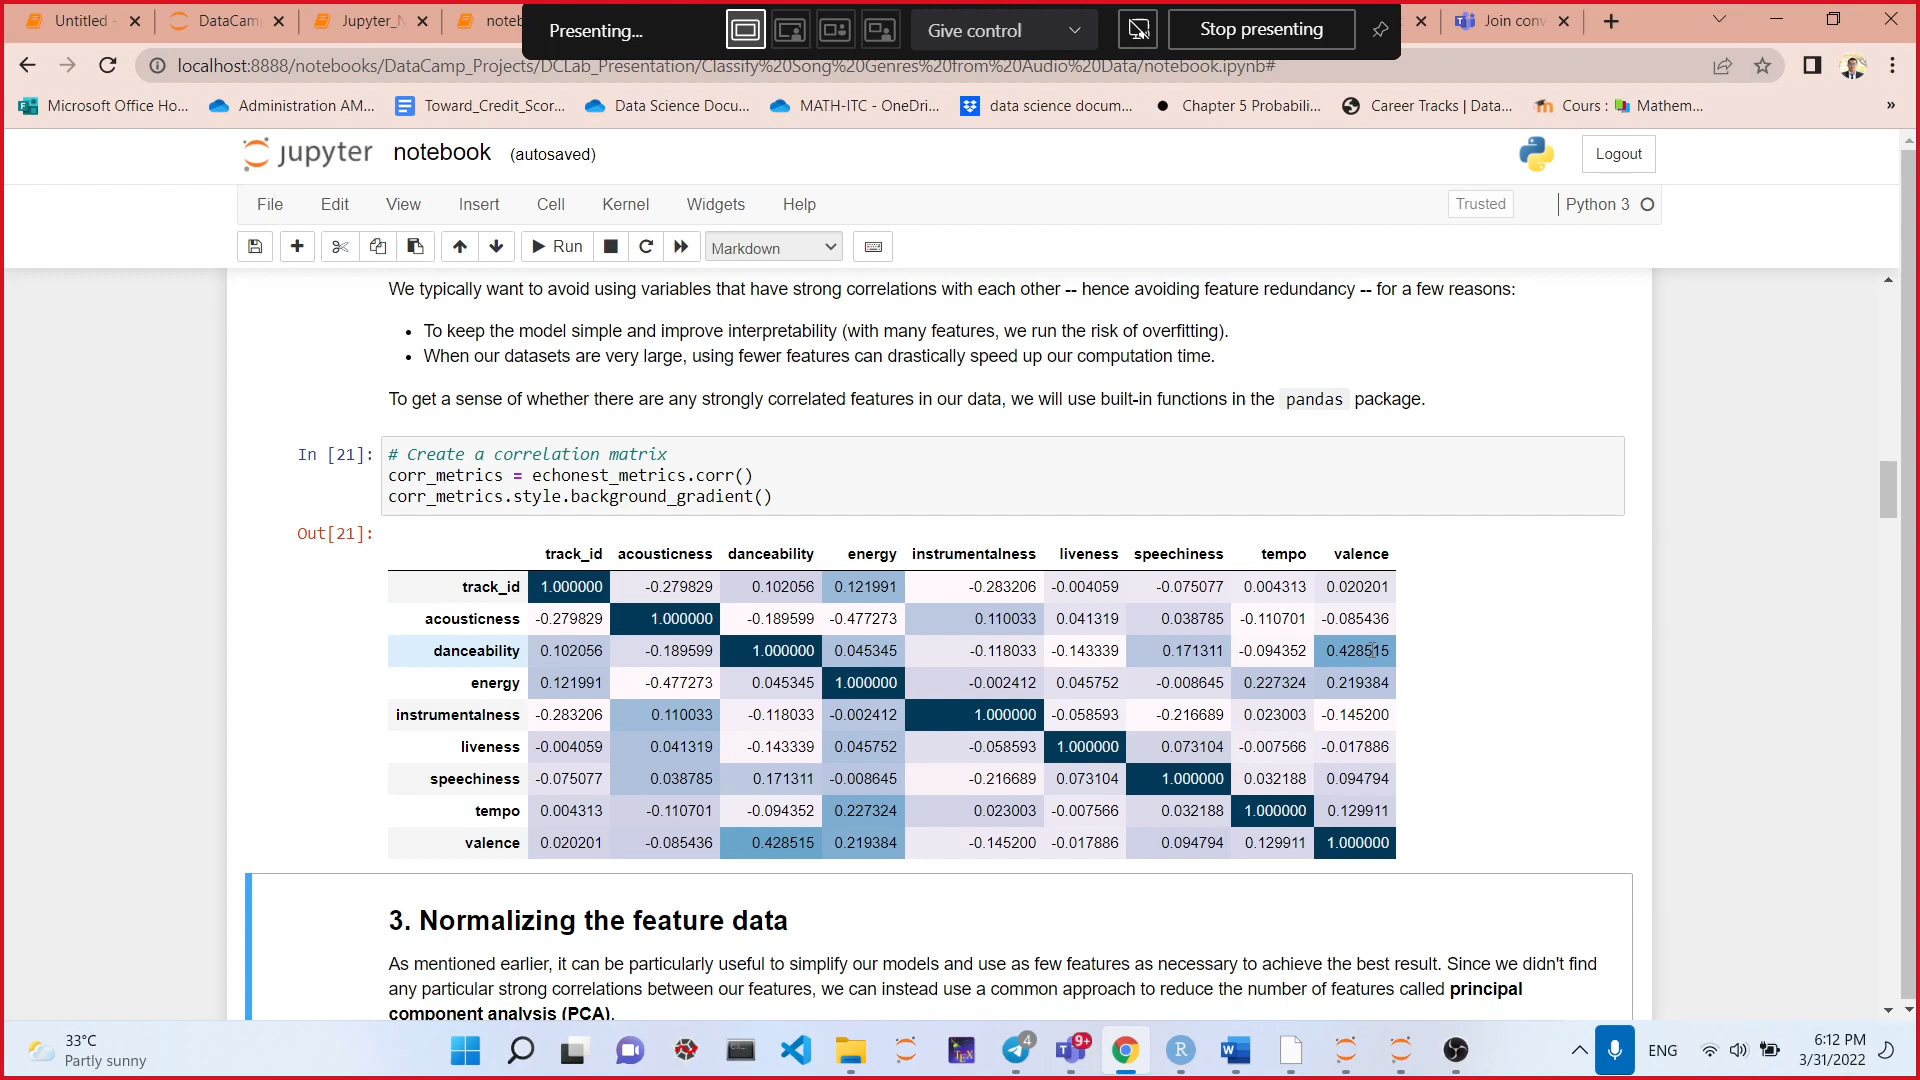 Untitled
DataCam
Jupyter_N
noteb
Presenting...
Give control
Stop presenting
Join conv
localhost:8888/notebooks/DataCamp_Projects/DCLab_Presentation/Classify%20Song%20Genres%20from%20Audio%20Data/notebook.ipynb#
Microsoft Office Ho...
Administration AM...
Toward_Credit_Scor...
Data Science Docu...
MATH-ITC - OneDri...
data science docum...
Chapter 5 Probabili...
Career Tracks | Data...
Cours : Mathem...
»
jupyter notebook (autosaved)
Logout
File Edit View Insert Cell Kernel Widgets Help
Trusted
Python 3
Run
Markdown
We typically want to avoid using variables that have strong correlations with each other -- hence avoiding feature redundancy -- for a few reasons:
• To keep the model simple and improve interpretability (with many features, we run the risk of overfitting).
• When our datasets are very large, using fewer features can drastically speed up our computation time.
To get a sense of whether there are any strongly correlated features in our data, we will use built-in functions in the pandas package.
In [21]: # Create a correlation matrix
corr_metrics = echonest_metrics.corr()
corr_metrics.style.background_gradient()
Out[21]:
track_id acousticness danceability energy instrumentalness liveness speechiness tempo valence
track_id 1.000000 -0.279829 0.102056 0.121991 -0.283206 -0.004059 -0.075077 0.004313 0.020201
acousticness -0.279829 1.000000 -0.189599 -0.477273 0.110033 0.041319 0.038785 -0.110701 -0.085436
danceability 0.102056 -0.189599 1.000000 0.045345 -0.118033 -0.143339 0.171311 -0.094352 0.428515
energy 0.121991 -0.477273 0.045345 1.000000 -0.002412 0.045752 -0.008645 0.227324 0.219384
instrumentalness -0.283206 0.110033 -0.118033 -0.002412 1.000000 -0.058593 -0.216689 0.023003 -0.145200
liveness -0.004059 0.041319 -0.143339 0.045752 -0.058593 1.000000 0.073104 -0.007566 -0.017886
speechiness -0.075077 0.038785 0.171311 -0.008645 -0.216689 0.073104 1.000000 0.032188 0.094794
tempo 0.004313 -0.110701 -0.094352 0.227324 0.023003 -0.007566 0.032188 1.000000 0.129911
valence 0.020201 -0.085436 0.428515 0.219384 -0.145200 -0.017886 0.094794 0.129911 1.000000
3. Normalizing the feature data
As mentioned earlier, it can be particularly useful to simplify our models and use as few features as necessary to achieve the best result. Since we didn't find
any particular strong correlations between our features, we can instead use a common approach to reduce the number of features called principal
component analysis (PCA).
33°C
Partly sunny
TEX
4
9+
ENG
6:12 PM
3/31/2022